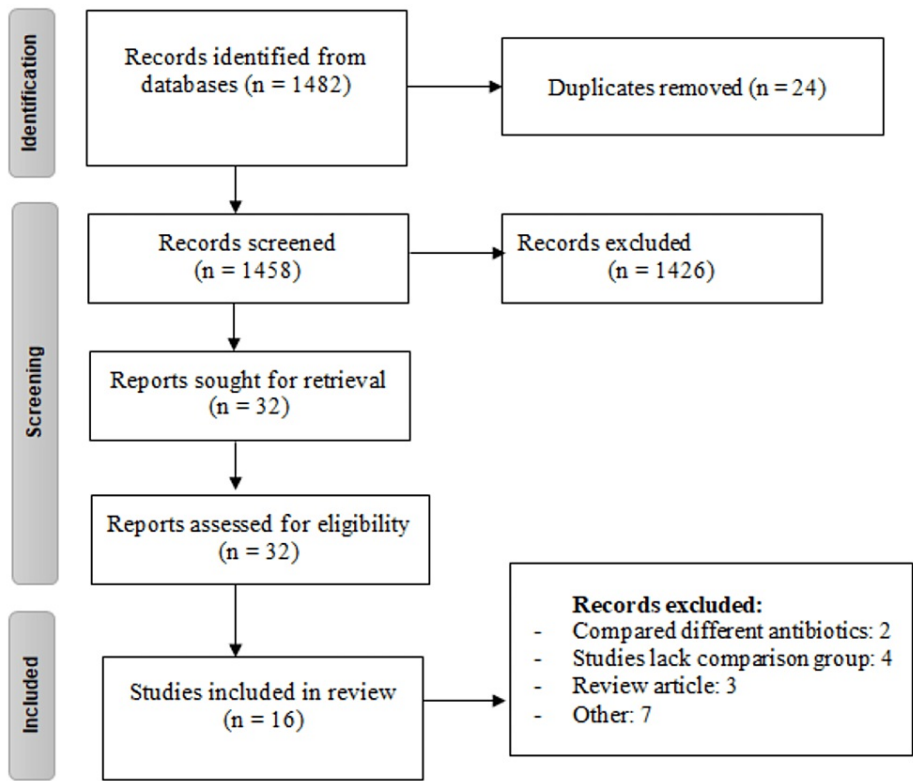 Identification
Records identified from
databases (n = 1482)
Duplicates removed (n = 24)
Screening
Records screened
(n = 1458)
Records excluded
(n = 1426)
Reports sought for retrieval
(n = 32)
Reports assessed for eligibility
(n = 32)
Included
Studies included in review
(n = 16)
Records excluded:
- Compared different antibiotics: 2
- Studies lack comparison group: 4
- Review article: 3
- Other: 7